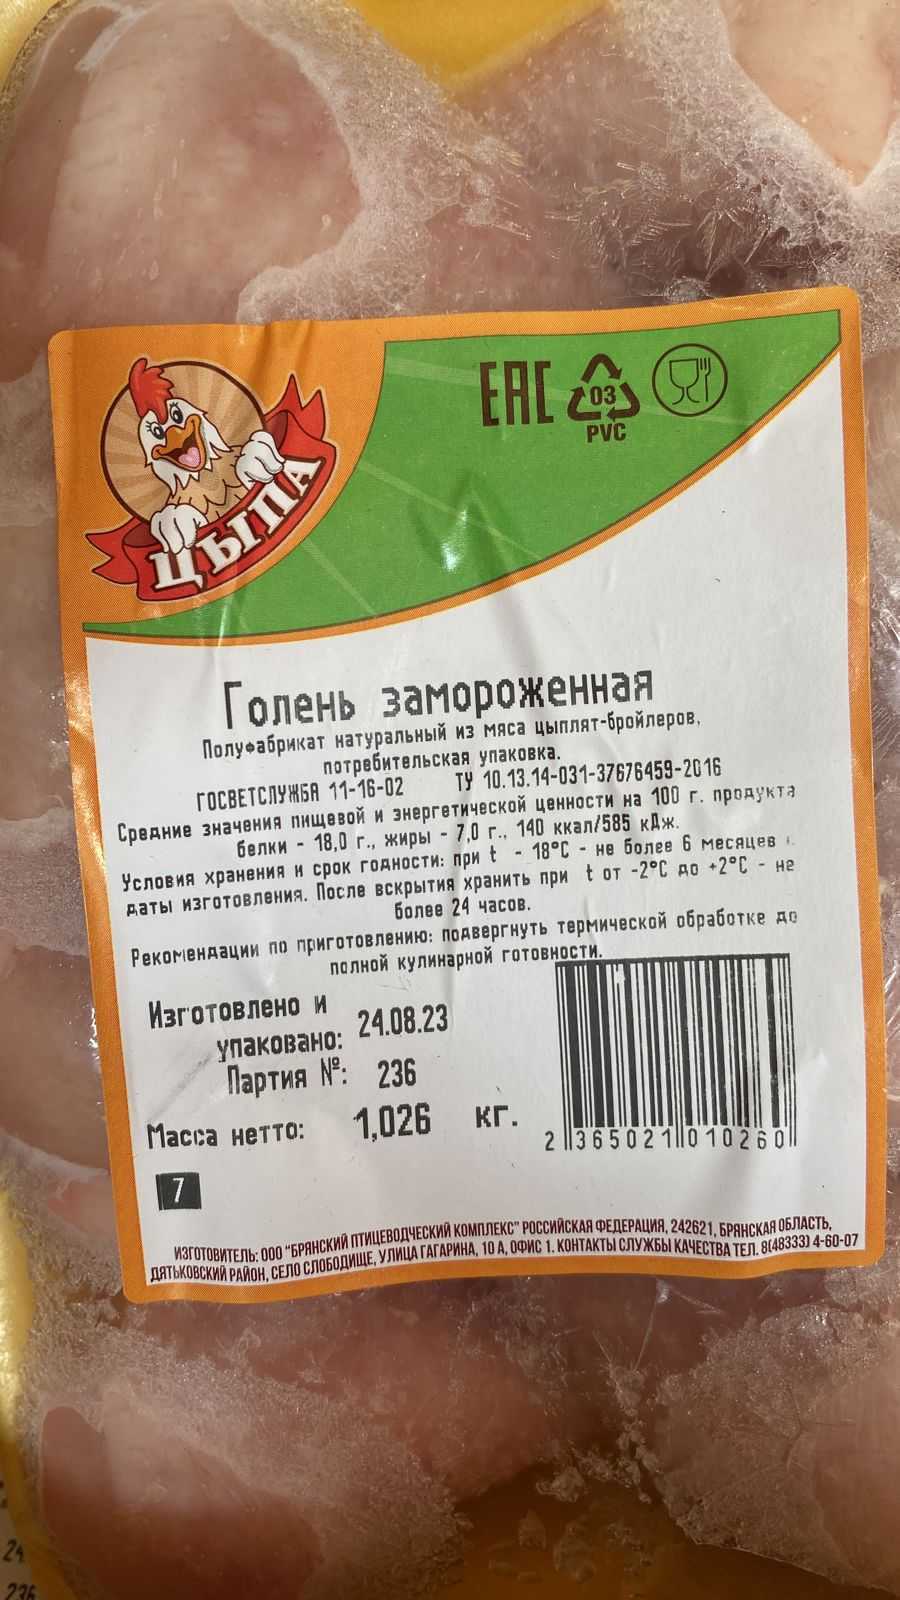 ЕАС
03
PVC
ЦЫПА
Голень замороженная
Полуфабрикат натуральный из мяса цыплят-бройлеров,
потребительская упаковка.
ГОСВЕТСЛУЖБА 11-16-02 ТУ 10.13.14-031-37676459-2016
Средние значения пищевой и энергетической ценности на 100 г. продукта
белки - 18,0 г., жиры - 7,0 г., 140 ккал/585 кДж.
Условия хранения и срок годности: при t - 18°С - не более 6 месяцев
даты изготовления. После вскрытия хранить при t от -2°С до +2°С - не
более 24 часов.
Рекомендации по приготовлению: подвергнуть термической обработке до
полной кулинарной готовности.
Изготовлено и
упаковано: 24.08.23
Партия №: 236
Масса нетто: 1,026 кг.
2 365021 010260
7
ИЗГОТОВИТЕЛЬ: ООО "БРЯНСКИЙ ПТИЦЕВОДЧЕСКИЙ КОМПЛЕКС" РОССИЙСКАЯ ФЕДЕРАЦИЯ, 242621, БРЯНСКАЯ ОБЛАСТЬ,
ДЯТЬКОВСКИЙ РАЙОН, СЕЛО СЛОБОДИЩЕ, УЛИЦА ГАГАРИНА, 10 А, ОФИС 1. КОНТАКТЫ СЛУЖБЫ КАЧЕСТВА ТЕЛ. 8(48333) 4-60-07
24
236